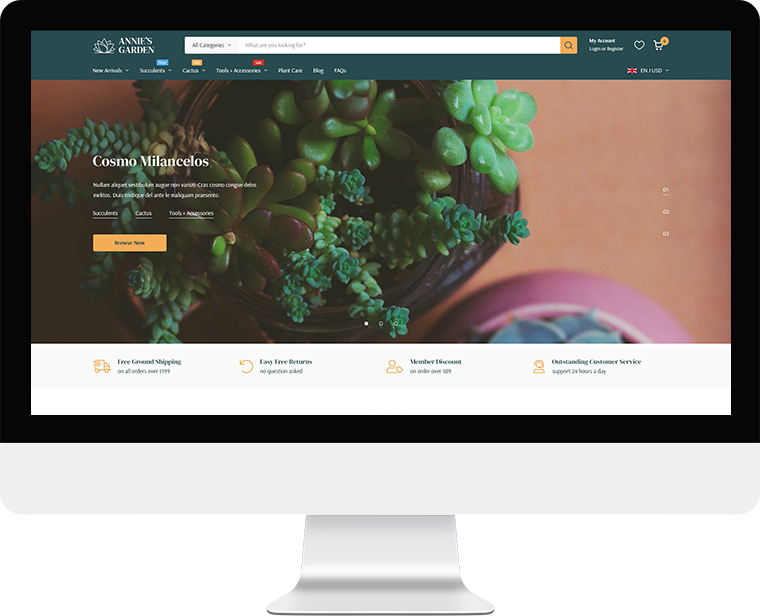 ANNIE'S
GARDEN
All Categories
What are you looking for?
My Account
Login or Register
0
New
Hot
Sale
New Arrivals
Succulents
Cactus
Tools + Accessories
Plant Care
Blog
FAQs
EN / USD
Cosmo Milancelos
Nullam aliquet vestibulum augue non variut. Cras cosmo congue delos
melitos. Duis tristique del ante le maliquam praesento.
Succulents
Cactus
Tools + Accessories
Browse Now
01
02
03
Free Ground Shipping
on all orders over $199
Easy Free Returns
no question asked
Member Discount
on order over $89
Outstanding Customer Service
support 24 hours a day